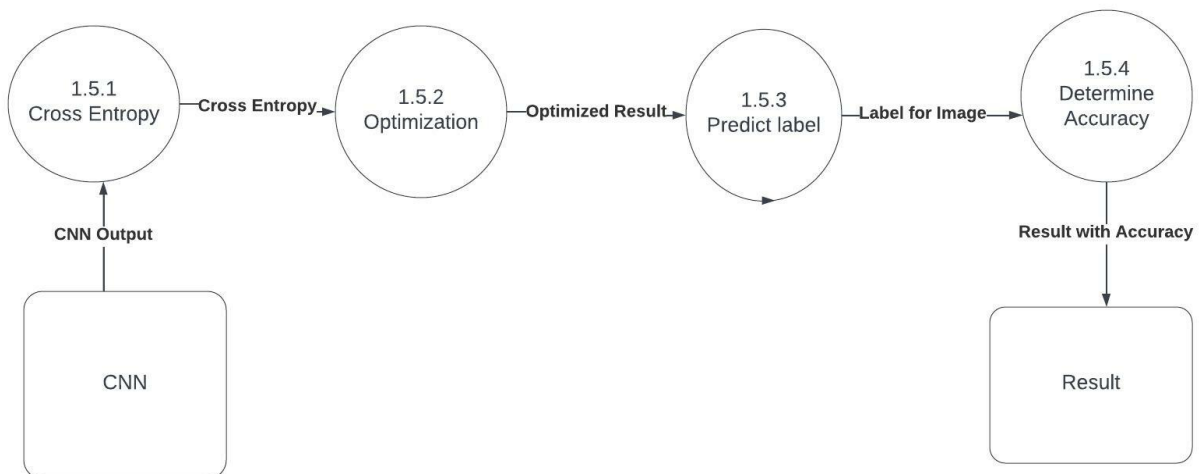 1.5.1
Cross Entropy
Cross Entropy
1.5.2
Optimization
Optimized Result
1.5.3
Predict label
Label for Image
1.5.4
Determine
Accuracy
CNN Output
Result with Accuracy
CNN
Result